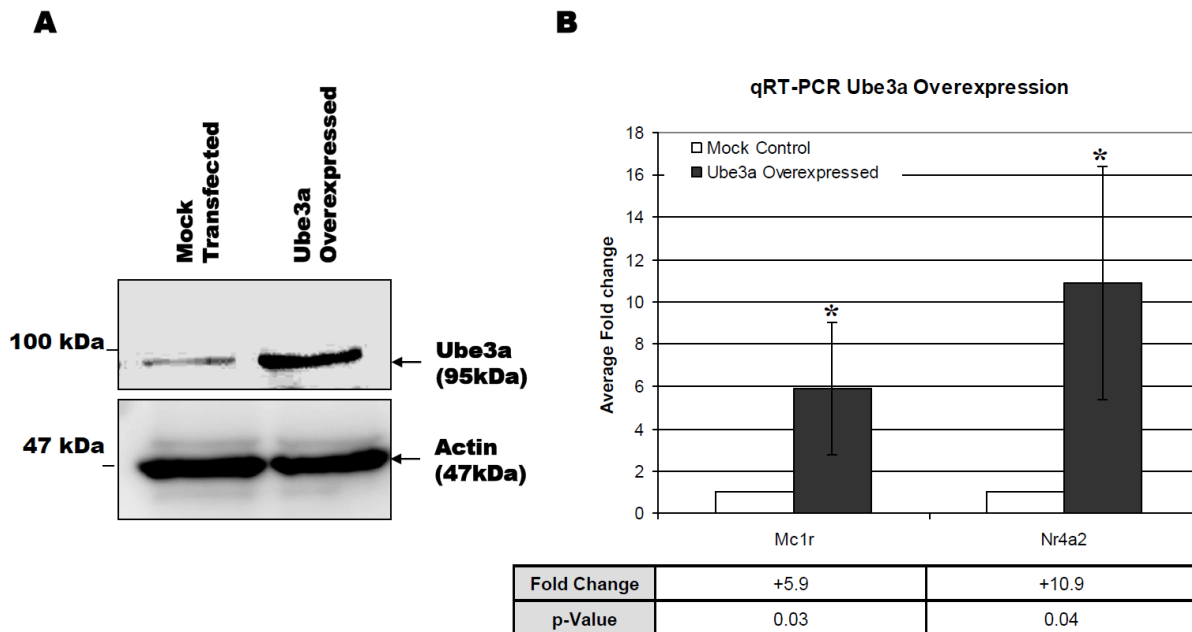 A
Mock
Transfected
Ube3a
Overexpressed
100 kDa
Ube3a
(95kDa)
47 kDa
Actin
(47kDa)
B
qRT-PCR Ube3a Overexpression
Mock Control
Ube3a Overexpressed
Average Fold change
18
16
14
12
10
8
6
4
2
0
*
*
Mc1r
Nr4a2
Fold Change +5.9 +10.9
p-Value 0.03 0.04